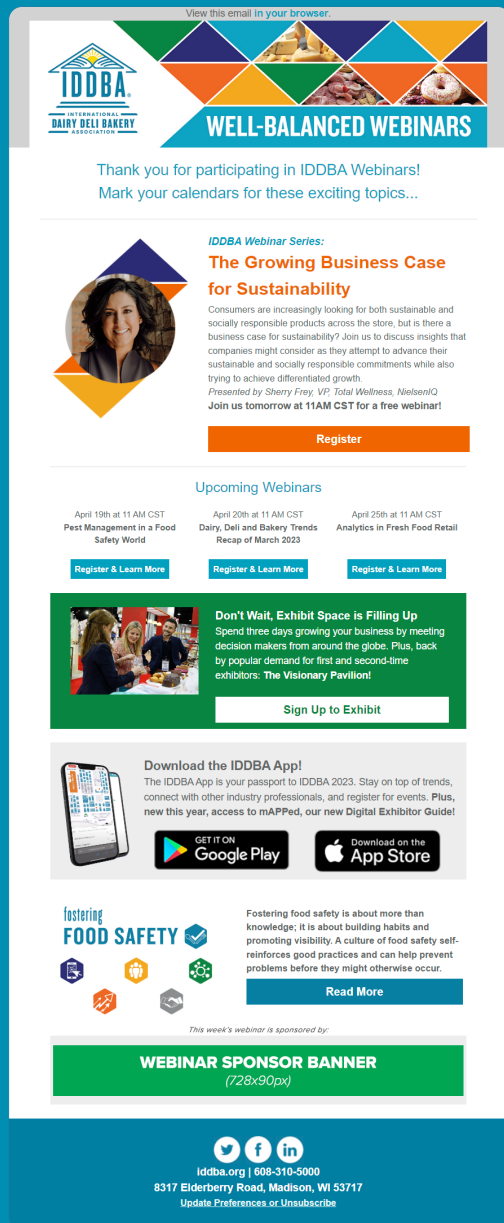 View this email in your browser.
IDDBA®
INTERNATIONAL
DAIRY DELI BAKERY
ASSOCIATION
WELL-BALANCED WEBINARS
Thank you for participating in IDDBA Webinars!
Mark your calendars for these exciting topics...
IDDBA Webinar Series:
The Growing Business Case
for Sustainability
Consumers are increasingly looking for both sustainable and
socially responsible products across the store, but is there a
business case for sustainability? Join us to discuss insights that
companies might consider as they attempt to advance their
sustainable and socially responsible commitments while also
trying to achieve differentiated growth.
Presented by Sherry Frey, VP, Total Wellness, NielsenIQ
Join us tomorrow at 11AM CST for a free webinar!
Register
Upcoming Webinars
April 19th at 11 AM CST
Pest Management in a Food
Safety World
Register & Learn More
April 20th at 11 AM CST
Dairy, Deli and Bakery Trends
Recap of March 2023
Register & Learn More
April 25th at 11 AM CST
Analytics in Fresh Food Retail
Register & Learn More
Don't Wait, Exhibit Space is Filling Up
Spend three days growing your business by meeting
decision makers from around the globe. Plus, back
by popular demand for first and second-time
exhibitors: The Visionary Pavilion!
Sign Up to Exhibit
Download the IDDBA App!
The IDDBA App is your passport to IDDBA 2023. Stay on top of trends,
connect with other industry professionals, and register for events. Plus,
new this year, access to mAPPed, our new Digital Exhibitor Guide!
GET IT ON
Google Play
Download on the
App Store
fostering
FOOD SAFETY
Fostering food safety is about more than
knowledge; it is about building habits and
promoting visibility. A culture of food safety self-
reinforces good practices and can help prevent
problems before they might otherwise occur.
Read More
This week's webinar is sponsored by:
WEBINAR SPONSOR BANNER
(728x90px)
iddba.org | 608-310-5000
8317 Elderberry Road, Madison, WI 53717
Update Preferences or Unsubscribe